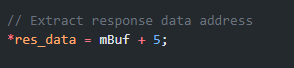 // Extract response data address
*res_data = mBuf + 5;